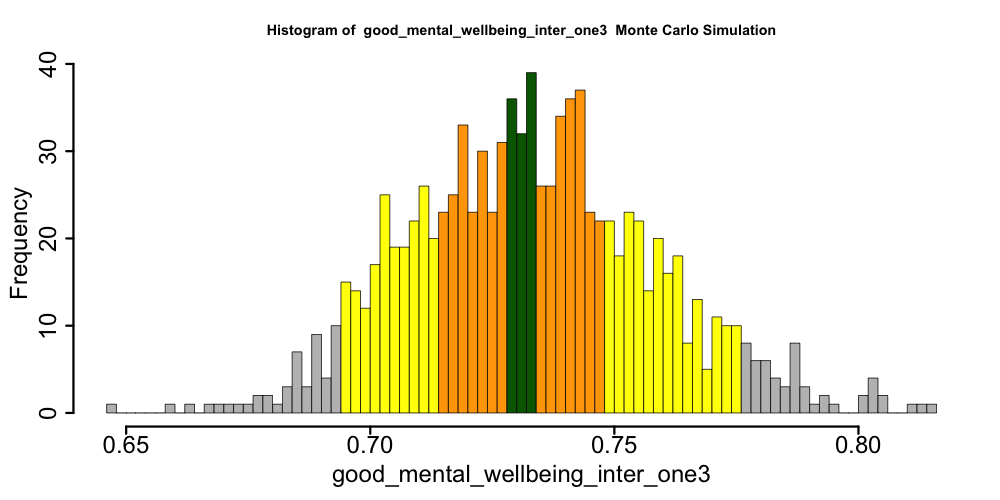 Histogram of good_mental_wellbeing_inter_one3 Monte Carlo Simulation
Frequency
40
30
20
10
0
0.65 0.70 0.75 0.80
good_mental_wellbeing_inter_one3